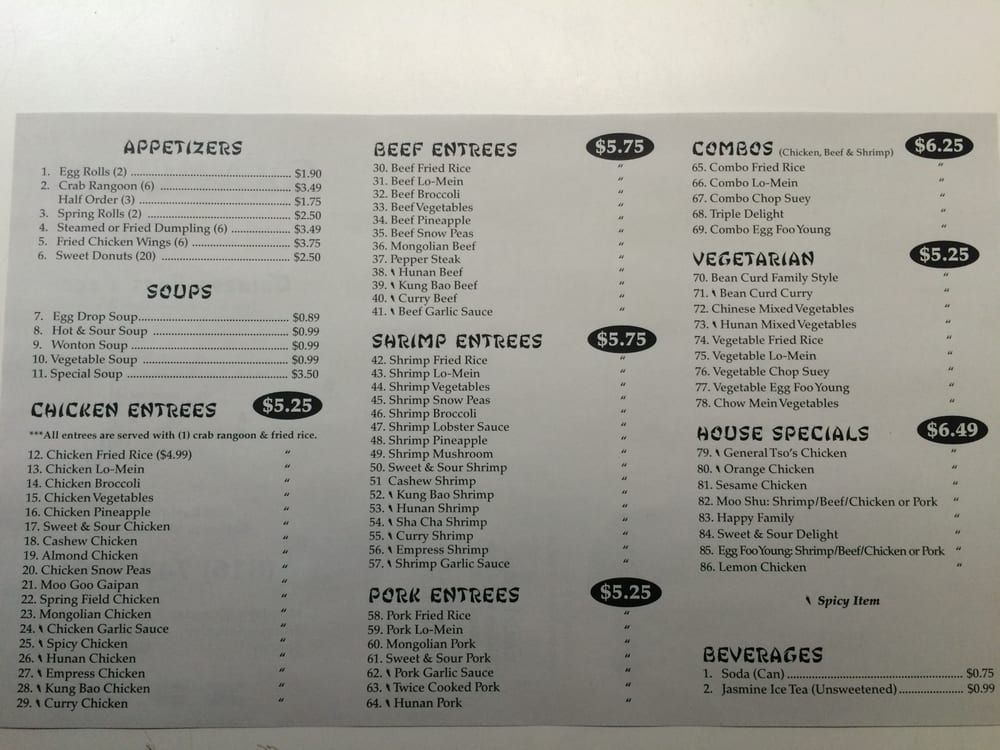 APPETIZERS
1. Egg Rolls (2) ........ $1.90
2. Crab Rangoon (6) ........ $3.49
Half Order (3) ........ $1.75
3. Spring Rolls (2) ........ $2.50
4. Steamed or Fried Dumpling (6) ........ $3.49
5. Fried Chicken Wings (6) ........ $3.75
6. Sweet Donuts (20) ........ $2.50
SOUPS
7. Egg Drop Soup ........ $0.89
8. Hot & Sour Soup ........ $0.99
9. Wonton Soup ........ $0.99
10. Vegetable Soup ........ $0.99
11. Special Soup ........ $3.50
CHICKEN ENTREES $5.25
***All entrees are served with (1) crab rangoon & fried rice.
12. Chicken Fried Rice ($4.99) "
13. Chicken Lo-Mein "
14. Chicken Broccoli "
15. Chicken Vegetables "
16. Chicken Pineapple "
17. Sweet & Sour Chicken "
18. Cashew Chicken "
19. Almond Chicken "
20. Chicken Snow Peas "
21. Moo Goo Gaipan "
22. Spring Field Chicken "
23. Mongolian Chicken "
24. Chicken Garlic Sauce "
25. Spicy Chicken "
26. Hunan Chicken "
27. Empress Chicken "
28. Kung Bao Chicken "
29. Curry Chicken "
BEEF ENTREES $5.75
30. Beef Fried Rice "
31. Beef Lo-Mein "
32. Beef Broccoli "
33. Beef Vegetables "
34. Beef Pineapple "
35. Beef Snow Peas "
36. Mongolian Beef "
37. Pepper Steak "
38. Hunan Beef "
39. Kung Bao Beef "
40. Curry Beef "
41. Beef Garlic Sauce "
SHRIMP ENTREES $5.75
42. Shrimp Fried Rice "
43. Shrimp Lo-Mein "
44. Shrimp Vegetables "
45. Shrimp Snow Peas "
46. Shrimp Broccoli "
47. Shrimp Lobster Sauce "
48. Shrimp Pineapple "
49. Shrimp Mushroom "
50. Sweet & Sour Shrimp "
51 Cashew Shrimp "
52. Kung Bao Shrimp "
53. Hunan Shrimp "
54. Sha Cha Shrimp "
55. Curry Shrimp "
56. Empress Shrimp "
57. Shrimp Garlic Sauce "
PORK ENTREES $5.25
58. Pork Fried Rice "
59. Pork Lo-Mein "
60. Mongolian Pork "
61. Sweet & Sour Pork "
62. Pork Garlic Sauce "
63. Twice Cooked Pork "
64. Hunan Pork "
COMBOS (Chicken, Beef & Shrimp) $6.25
65. Combo Fried Rice "
66. Combo Lo-Mein "
67. Combo Chop Suey "
68. Triple Delight "
69. Combo Egg Foo Young "
VEGETARIAN $5.25
70. Bean Curd Family Style "
71. Bean Curd Curry "
72. Chinese Mixed Vegetables "
73. Hunan Mixed Vegetables "
74. Vegetable Fried Rice "
75. Vegetable Lo-Mein "
76. Vegetable Chop Suey "
77. Vegetable Egg Foo Young "
78. Chow Mein Vegetables "
HOUSE SPECIALS $6.49
79. General Tso's Chicken "
80. Orange Chicken "
81. Sesame Chicken "
82. Moo Shu: Shrimp/Beef/Chicken or Pork "
83. Happy Family "
84. Sweet & Sour Delight "
85. Egg Foo Young: Shrimp/Beef/Chicken or Pork "
86. Lemon Chicken "
Spicy Item
BEVERAGES
1. Soda (Can) ........ $0.75
2. Jasmine Ice Tea (Unsweetened) ........ $0.99